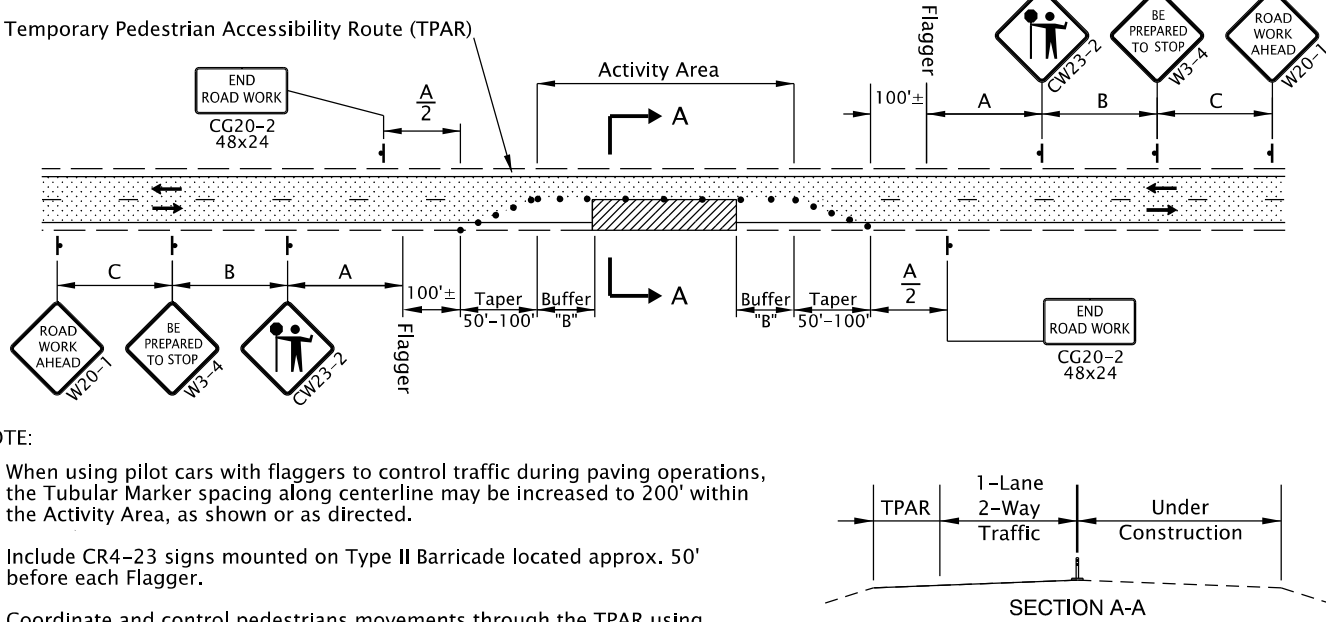 Temporary Pedestrian Accessibility Route (TPAR)
END
ROAD WORK
CG20-2
48x24
A
2
Activity Area
A
100'±
Flagger
A
B
C
CW23-2
BE
PREPARED
TO STOP
W3-4
ROAD
WORK
AHEAD
W20-1
C
B
A
100'±
Taper
50'-100'
Buffer
"B"
A
Buffer
"B"
Taper
50'-100'
A
2
Flagger
ROAD
WORK
AHEAD
W20-1
BE
PREPARED
TO STOP
W3-4
CW23-2
END
ROAD WORK
CG20-2
48x24
OTE:
When using pilot cars with flaggers to control traffic during paving operations,
the Tubular Marker spacing along centerline may be increased to 200' within
the Activity Area, as shown or as directed.
Include CR4-23 signs mounted on Type II Barricade located approx. 50'
before each Flagger.
Coordinate and control pedestrians movements through the TPAR using
TPAR
1-Lane
2-Way
Traffic
Under
Construction
SECTION A-A